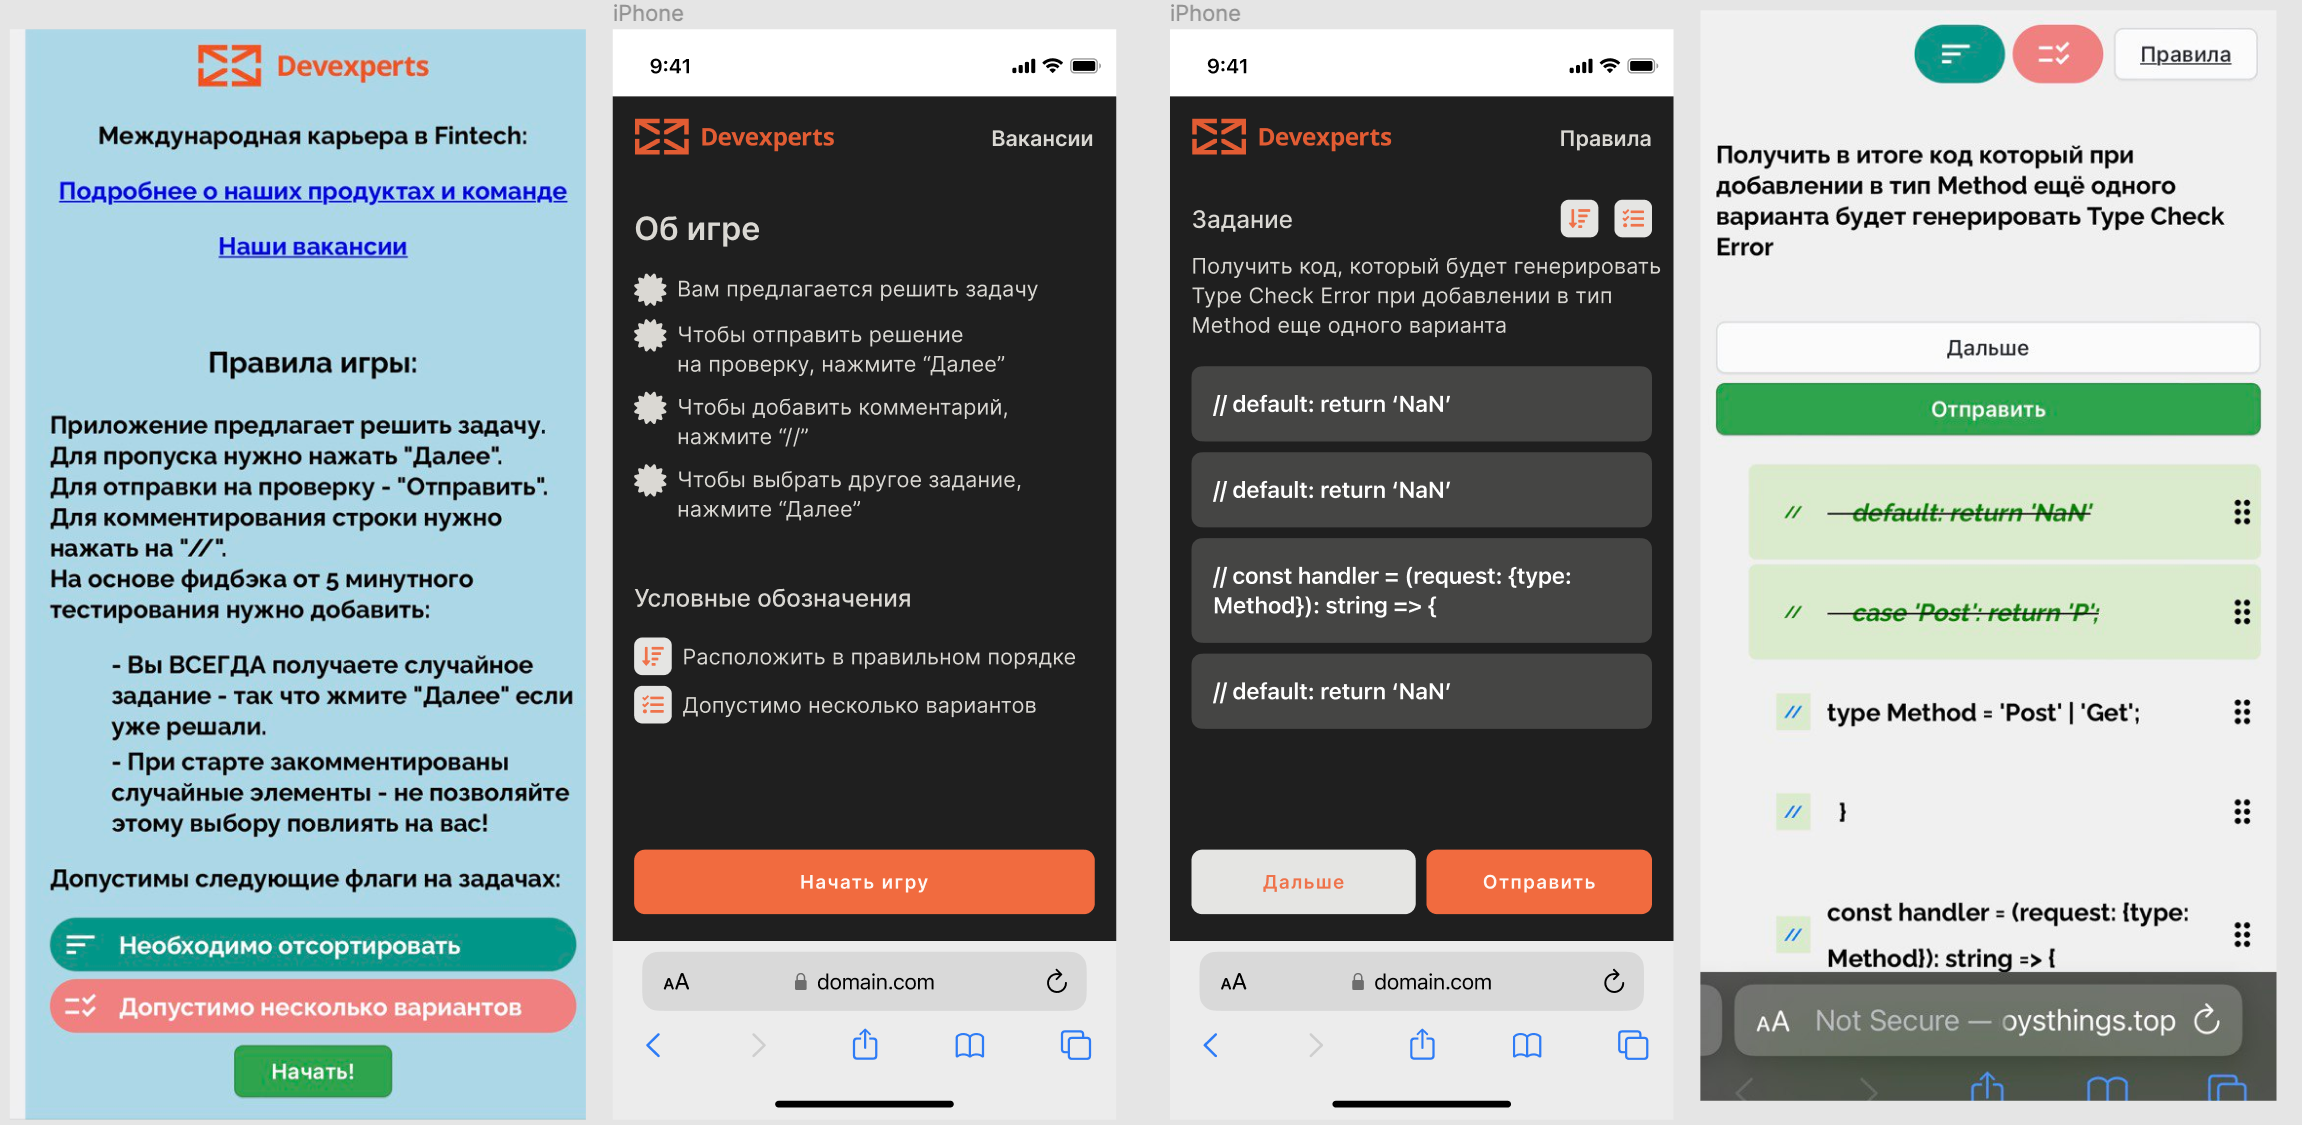 Devexperts
Международная карьера в Fintech:
Подробнее о наших продуктах и команде
Наши вакансии
Правила игры:
Приложение предлагает решить задачу.
Для пропуска нужно нажать "Далее".
Для отправки на проверку - "Отправить".
Для комментирования строки нужно
нажать на "//".
На основе фидбэка от 5 минутного
тестирования нужно добавить:
- Вы ВСЕГДА получаете случайное
задание - так что жмите "Далее" если
уже решали.
- При старте закомментированы
случайные элементы - не позволяйте
этому выбору повлиять на вас!
Допустимы следующие флаги на задачах:
Необходимо отсортировать
Допустимо несколько вариантов
Начать!
iPhone
9:41
Devexperts
Вакансии
Об игре
Вам предлагается решить задачу
Чтобы отправить решение
на проверку, нажмите “Далее”
Чтобы добавить комментарий,
нажмите “//”
Чтобы выбрать другое задание,
нажмите “Далее”
Условные обозначения
Расположить в правильном порядке
Допустимо несколько вариантов
Начать игру
AA
domain.com
iPhone
9:41
Devexperts
Правила
Задание
Получить код, который будет генерировать
Type Check Error при добавлении в тип
Method еще одного варианта
// default: return ‘NaN’
// default: return ‘NaN’
// const handler = (request: {type:
Method}): string => {
// default: return ‘NaN’
Дальше
Отправить
AA
domain.com
Правила
Получить в итоге код который при
добавлении в тип Method ещё одного
варианта будет генерировать Type Check
Error
Дальше
Отправить
// default: return 'NaN'
// case 'Post': return 'P';
// type Method = 'Post' | 'Get';
// }
// const handler = (request: {type:
Method}): string => {
AA
Not Secure — oysthings.top